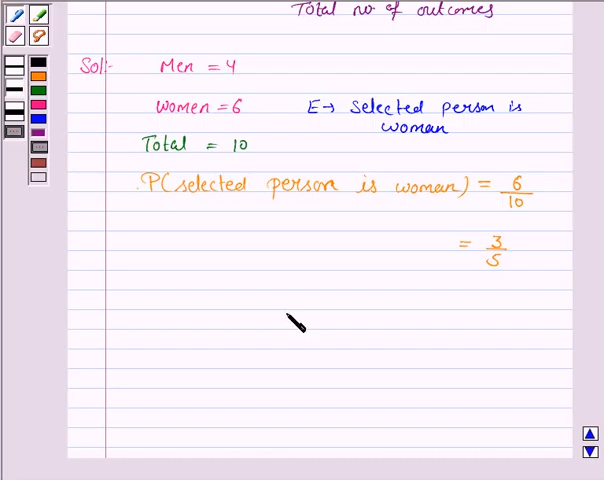 Total no of outcomes
Sol:- Men = 4
Women = 6 E→ Selected person is
woman
Total = 10
P(selected person is woman) = 6/10
= 3/5